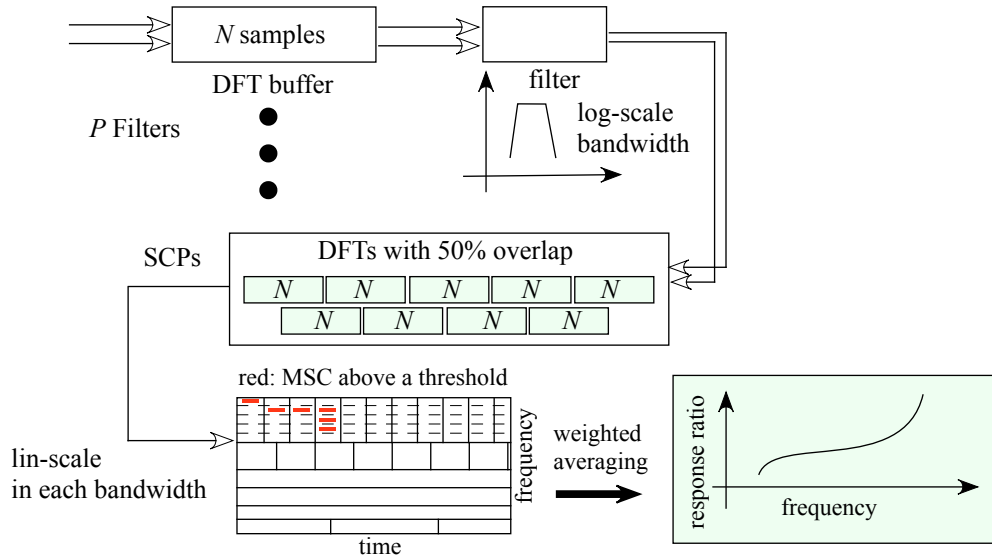 N samples
DFT buffer
P Filters
filter
log-scale
bandwidth
SCPs
DFTs with 50% overlap
N N N N N
N N N N
red: MSC above a threshold
lin-scale
in each bandwidth
frequency
time
weighted
averaging
response ratio
frequency